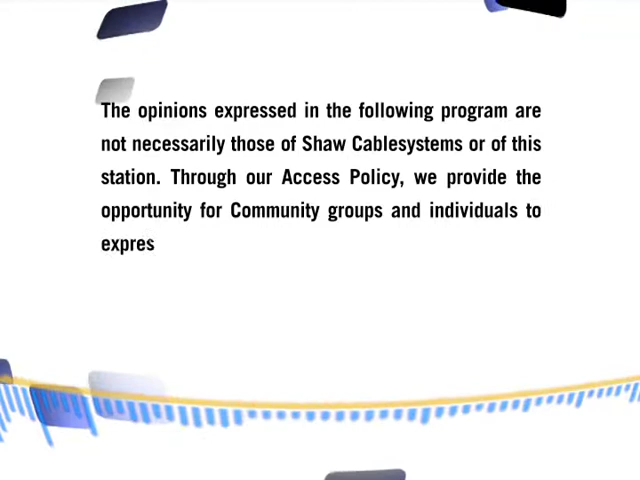 The opinions expressed in the following program are
not necessarily those of Shaw Cablesystems or of this
station. Through our Access Policy, we provide the
opportunity for Community groups and individuals to
expres